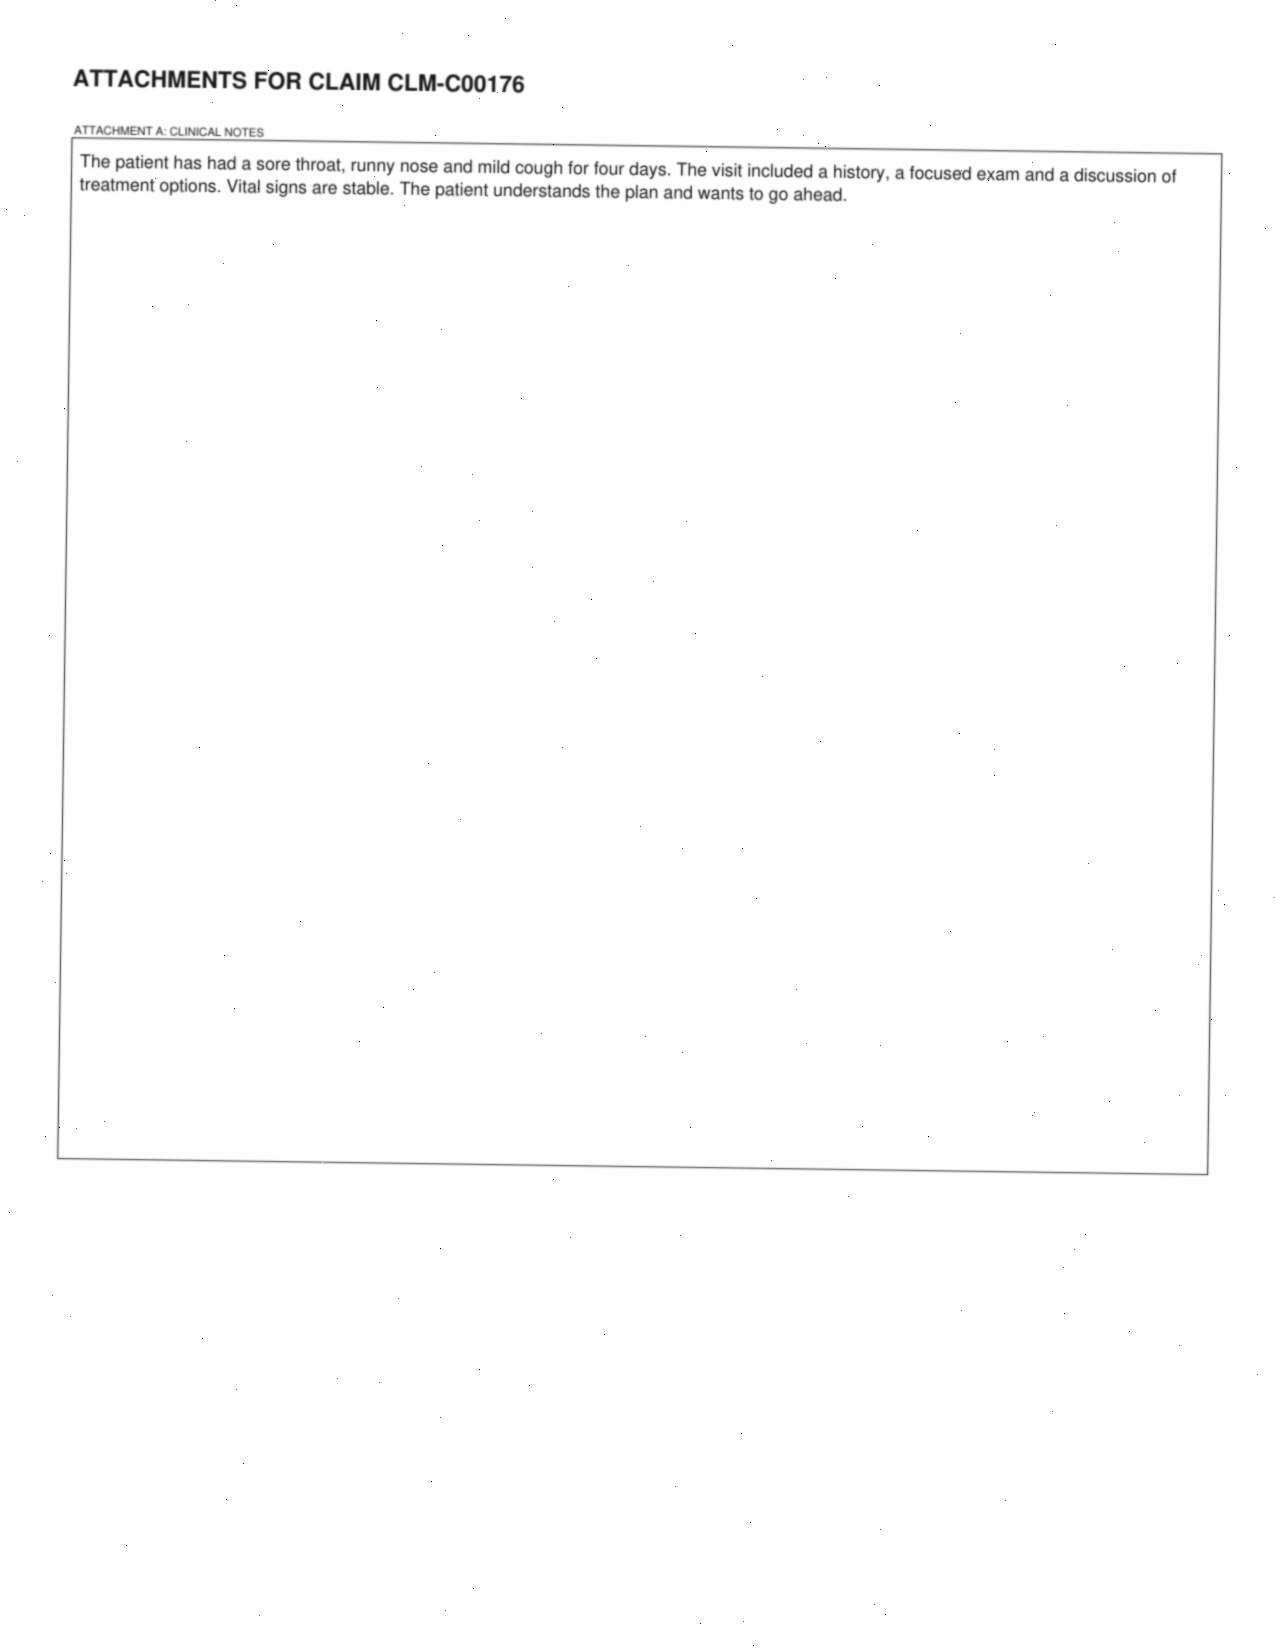 ATTACHMENTS FOR CLAIM CLM-C00176
ATTACHMENT A: CLINICAL NOTES
The patient has had a sore throat, runny nose and mild cough for four days. The visit included a history, a focused exam and a discussion of
treatment options. Vital signs are stable. The patient understands the plan and wants to go ahead.